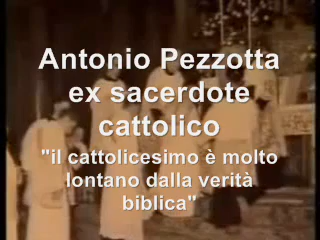 Antonio Pezzotta
ex sacerdote
cattolico
"il cattolicesimo è molto
lontano dalla verità
biblica"